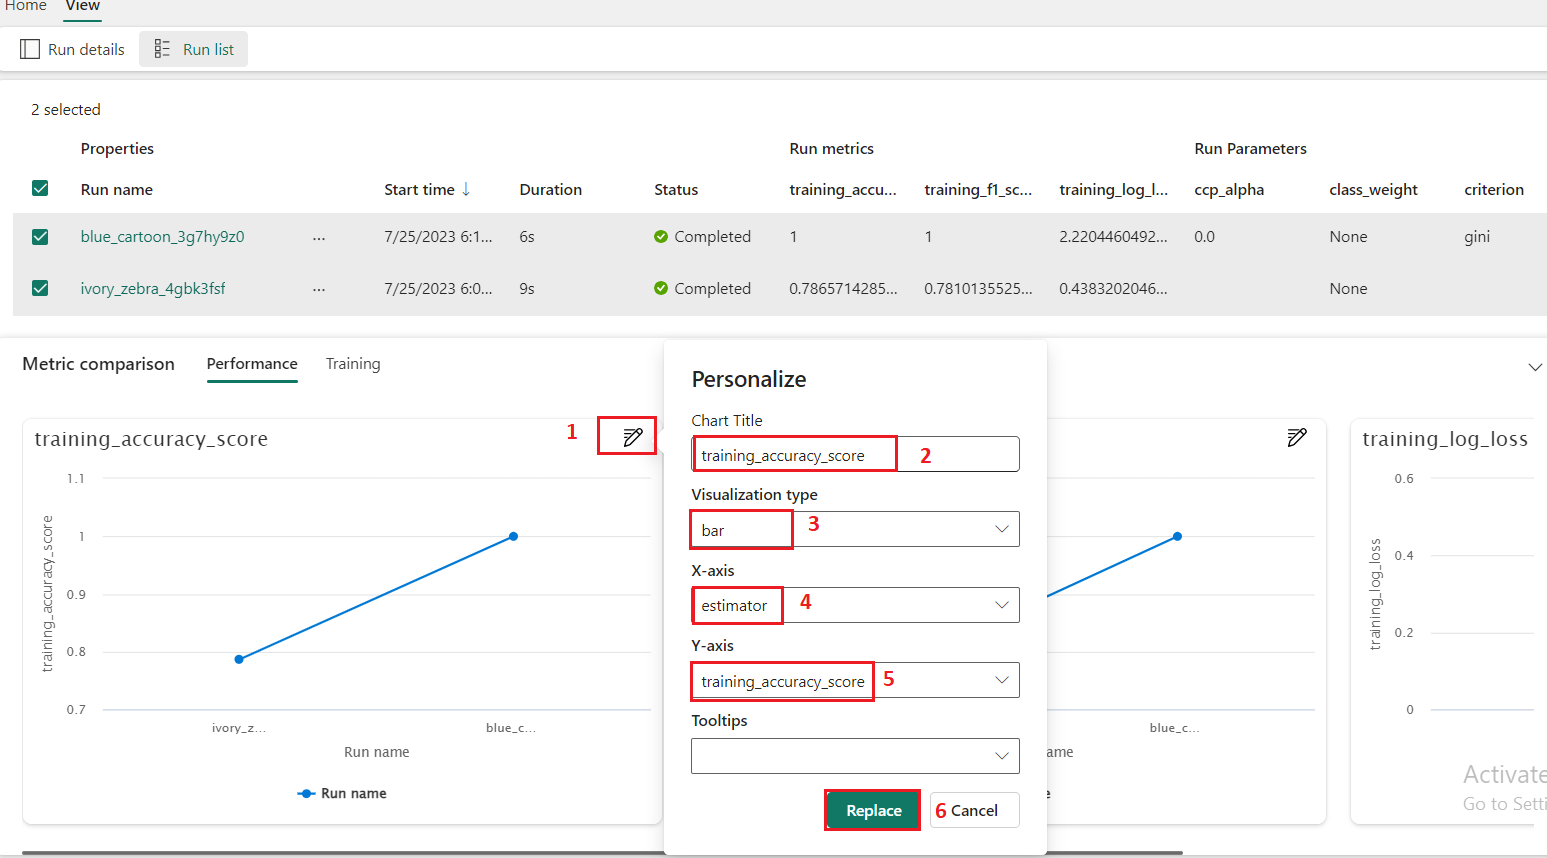 Home View
Run details Run list
2 selected
Properties Run metrics Run Parameters
Run name Start time ↓ Duration Status training_accu... training_f1_sc... training_log_l... ccp_alpha class_weight criterion
blue_cartoon_3g7hy9z0 ... 7/25/2023 6:1... 6s Completed 1 1 2.2204460492... 0.0 None gini
ivory_zebra_4gbk3fsf ... 7/25/2023 6:0... 9s Completed 0.7865714285... 0.7810135525... 0.4383202046... None
Metric comparison Performance Training
training_accuracy_score
1
1.1
1
0.9
0.8
0.7
training_accuracy_score
ivory_z... blue_c...
Run name
Run name
Personalize
Chart Title
training_accuracy_score 2
Visualization type
bar 3
X-axis
estimator 4
Y-axis
training_accuracy_score 5
Tooltips
Replace 6 Cancel
blue_c...
ame
e
training_log_loss
0.6
0.4
0.2
0
training_log_loss
Activate
Go to Setti